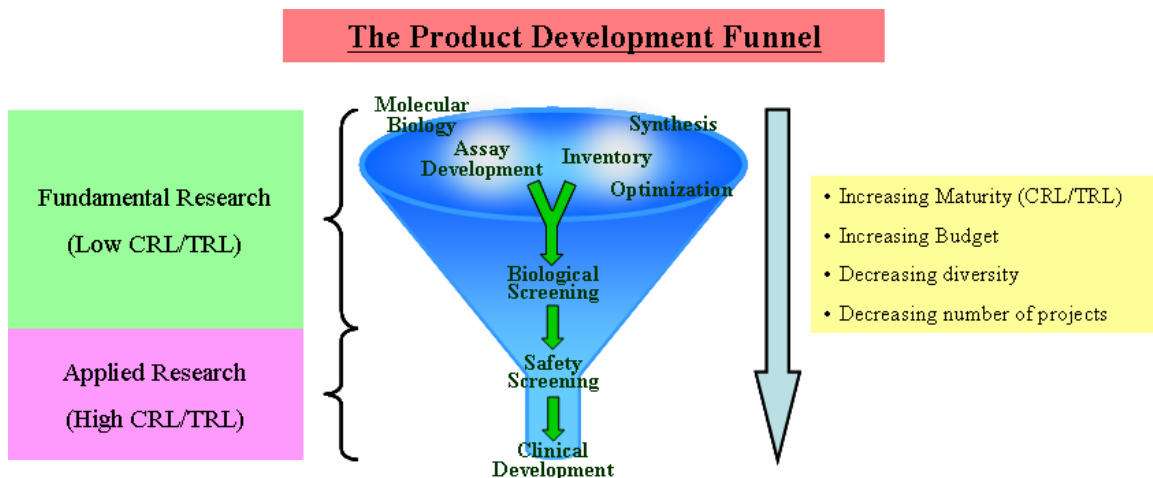 The Product Development Funnel
Fundamental Research
(Low CRL/TRL)
Applied Research
(High CRL/TRL)
Molecular
Biology
Synthesis
Assay
Development
Inventory
Optimization
Biological
Screening
Safety
Screening
Clinical
Development
• Increasing Maturity (CRL/TRL)
• Increasing Budget
• Decreasing diversity
• Decreasing number of projects